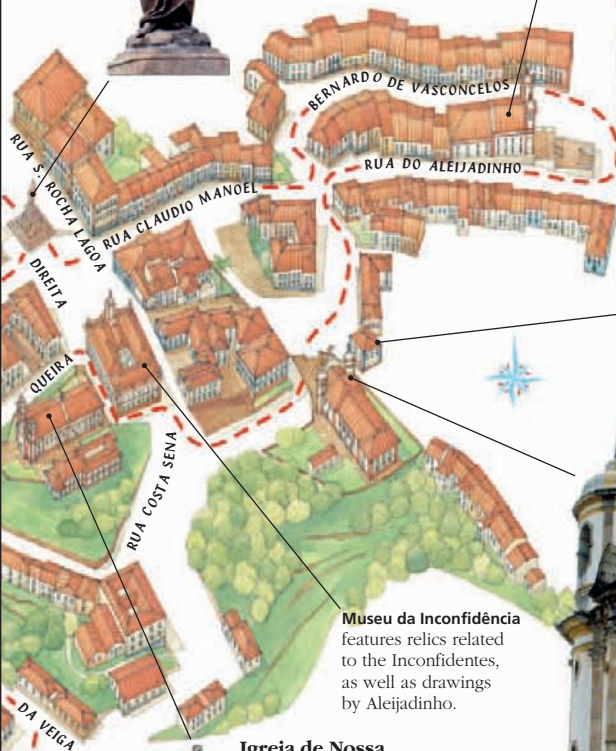 BERNARDO DE VASCONCELOS
RUA DO ALEIJADINHO
RUA S. ROCHA LAGOA
RUA CLAUDIO MANOEL
DIREITA
QUEIRA
RUA COSTA SENA
Museu da Inconfidência
features relics related
to the Inconfidentes,
as well as drawings
by Aleijadinho.
DA VEIGA
Igreja de Nossa